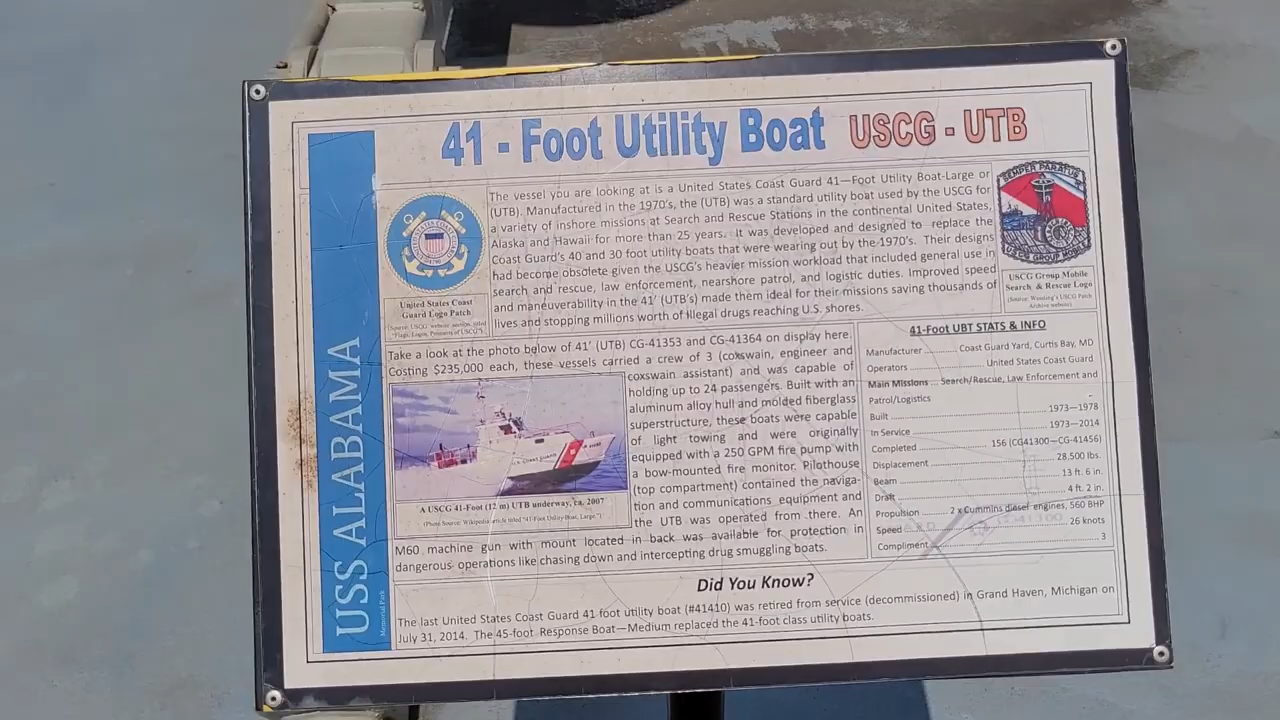 41 - Foot Utility Boat USCG - UTB
The vessel you are looking at is a United States Coast Guard 41—Foot Utility Boat-Large or
(UTB). Manufactured in the 1970's, the (UTB) was a standard utility boat used by the USCG for
a variety of inshore missions at Search and Rescue Stations in the continental United States,
Alaska and Hawaii for more than 25 years. It was developed and designed to replace the
Coast Guard's 40 and 30 foot utility boats that were wearing out by the 1970's. Their designs
had become obsolete given the USCG's heavier mission workload that included general use in
search and rescue, law enforcement, nearshore patrol, and logistic duties. Improved speed
and maneuverability in the 41' (UTB's) made them ideal for their missions saving thousands of
lives and stopping millions worth of illegal drugs reaching U.S. shores.
United States Coast
Guard Logo Patch
SEMPER PARATUS
USCG GROUP MOBILE
USCG Group Mobile
Search & Rescue Logo
(Source: Wonding's USCG Patch
Archive website)
Take a look at the photo below of 41' (UTB) CG-41353 and CG-41364 on display here.
Costing $235,000 each, these vessels carried a crew of 3 (coxswain, engineer and
coxswain assistant) and was capable of
holding up to 24 passengers. Built with an
aluminum alloy hull and molded fiberglass
superstructure, these boats were capable
of light towing and were originally
equipped with a 250 GPM fire pump with
a bow-mounted fire monitor. Pilothouse
(top compartment) contained the naviga-
tion and communications equipment and
the UTB was operated from there. An
M60 machine gun with mount located in back was available for protection in
dangerous operations like chasing down and intercepting drug smuggling boats.
U.S. COAST GUARD
A USCG 41-Foot (12 m) UTB underway, ca. 2007
(Photo Source: Wikipedia article titled "41-Foot Utility Boat, Large")
41-Foot UBT STATS & INFO
Manufacturer ........... Coast Guard Yard, Curtis Bay, MD
Operators ........... United States Coast Guard
Main Missions ... Search/Rescue, Law Enforcement and
Patrol/Logistics
Built ........... 1973—1978
In Service ........... 1973—2014
Completed ........... 156 (CG41300—CG-41456)
Displacement ........... 28,500 lbs.
Beam ........... 13 ft. 6 in.
Draft ........... 4 ft. 2 in.
Propulsion ........... 2 x Cummins diesel engines, 560 BHP
Speed ........... 26 knots
Compliment ........... 3
Did You Know?
The last United States Coast Guard 41 foot utility boat (#41410) was retired from service (decommissioned) in Grand Haven, Michigan on
July 31, 2014. The 45-foot Response Boat—Medium replaced the 41-foot class utility boats.
USS ALABAMA
Memorial Park